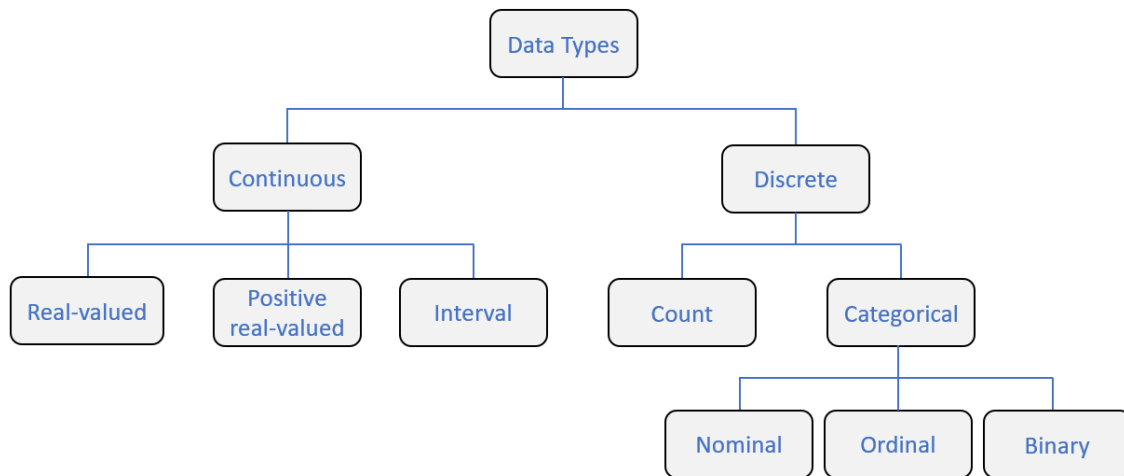 Data Types
Continuous
Discrete
Real-valued
Positive
real-valued
Interval
Count
Categorical
Nominal
Ordinal
Binary